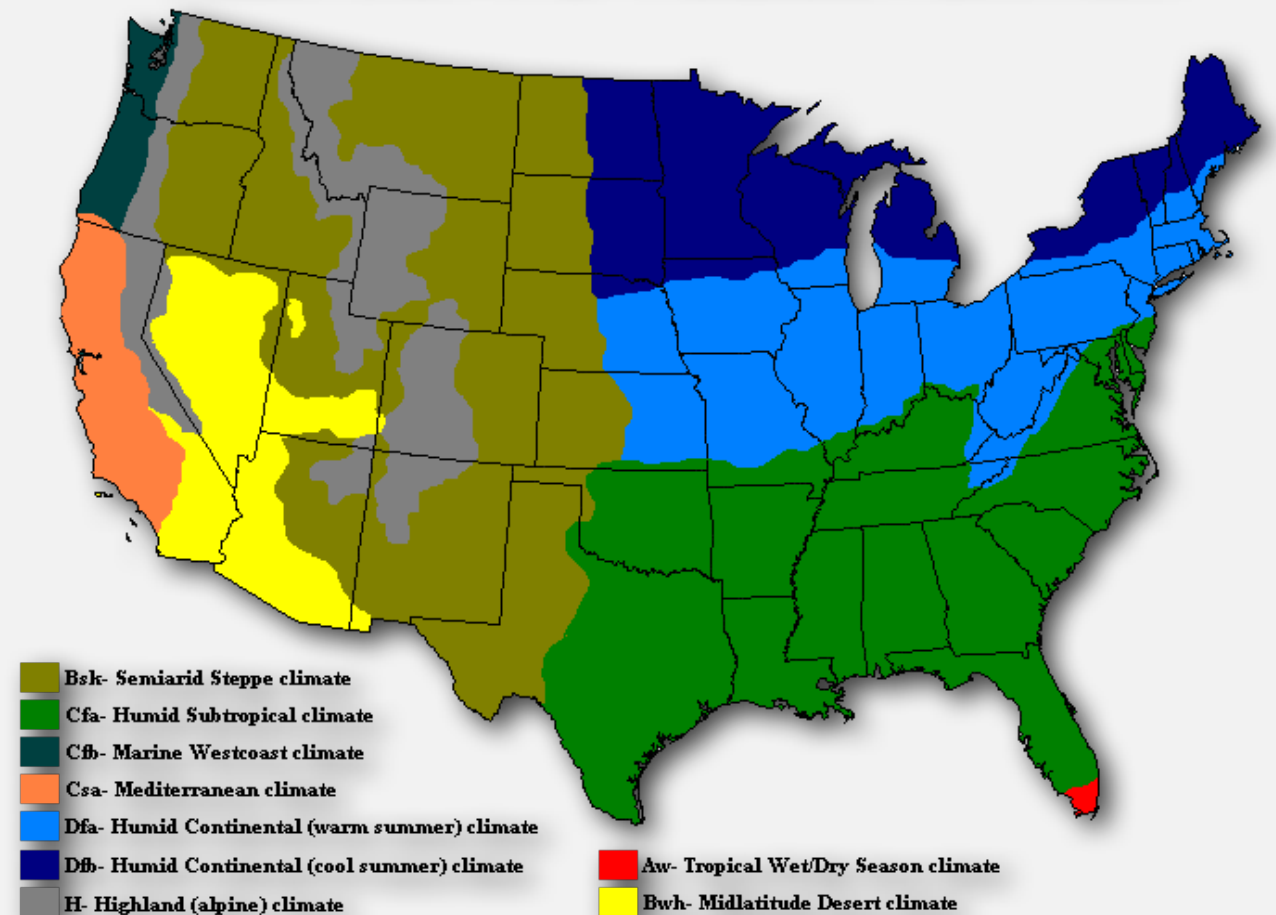 Bsk- Semiarid Steppe climate
Cfa- Humid Subtropical climate
Cfb- Marine Westcoast climate
Csa- Mediterranean climate
Dfa- Humid Continental (warm summer) climate
Dfb- Humid Continental (cool summer) climate
H- Highland (alpine) climate
Aw- Tropical Wet/Dry Season climate
Bwh- Midlatitude Desert climate